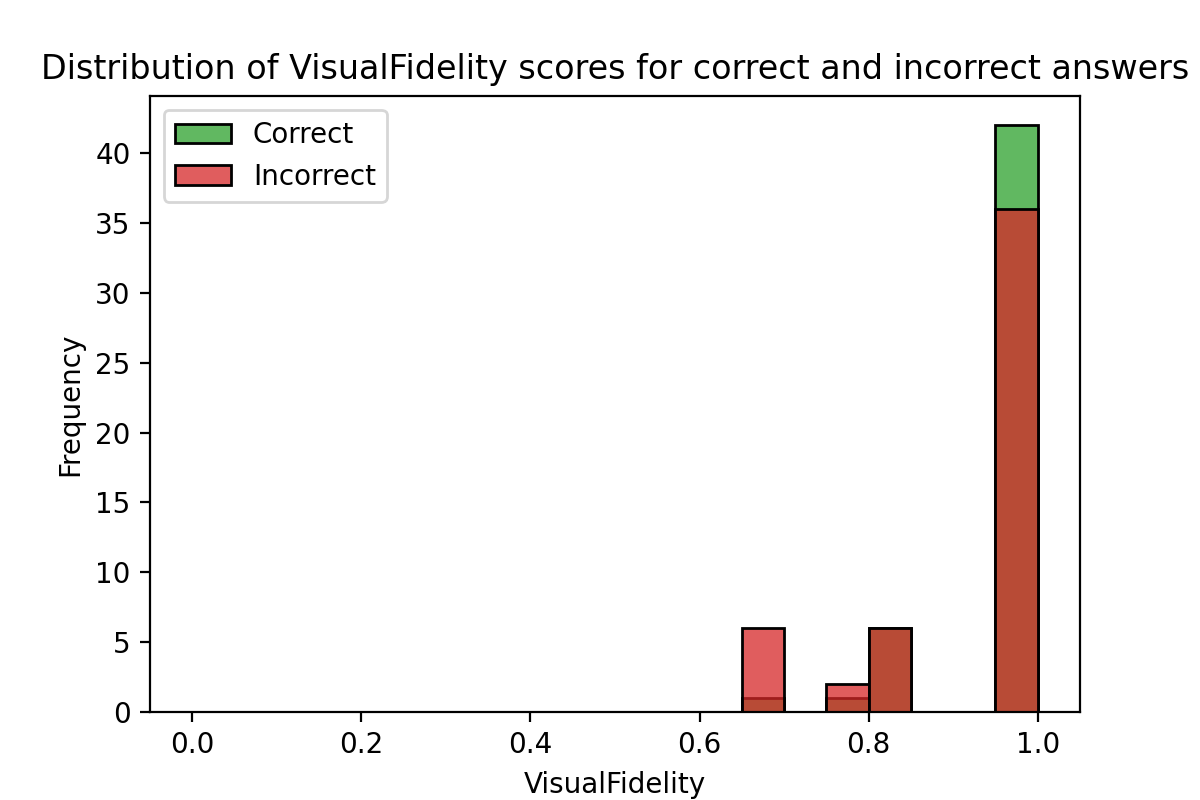 Distribution of VisualFidelity scores for correct and incorrect answers
Correct
Incorrect
40
35
30
25
20
15
10
5
0
Frequency
0.0 0.2 0.4 0.6 0.8 1.0
VisualFidelity